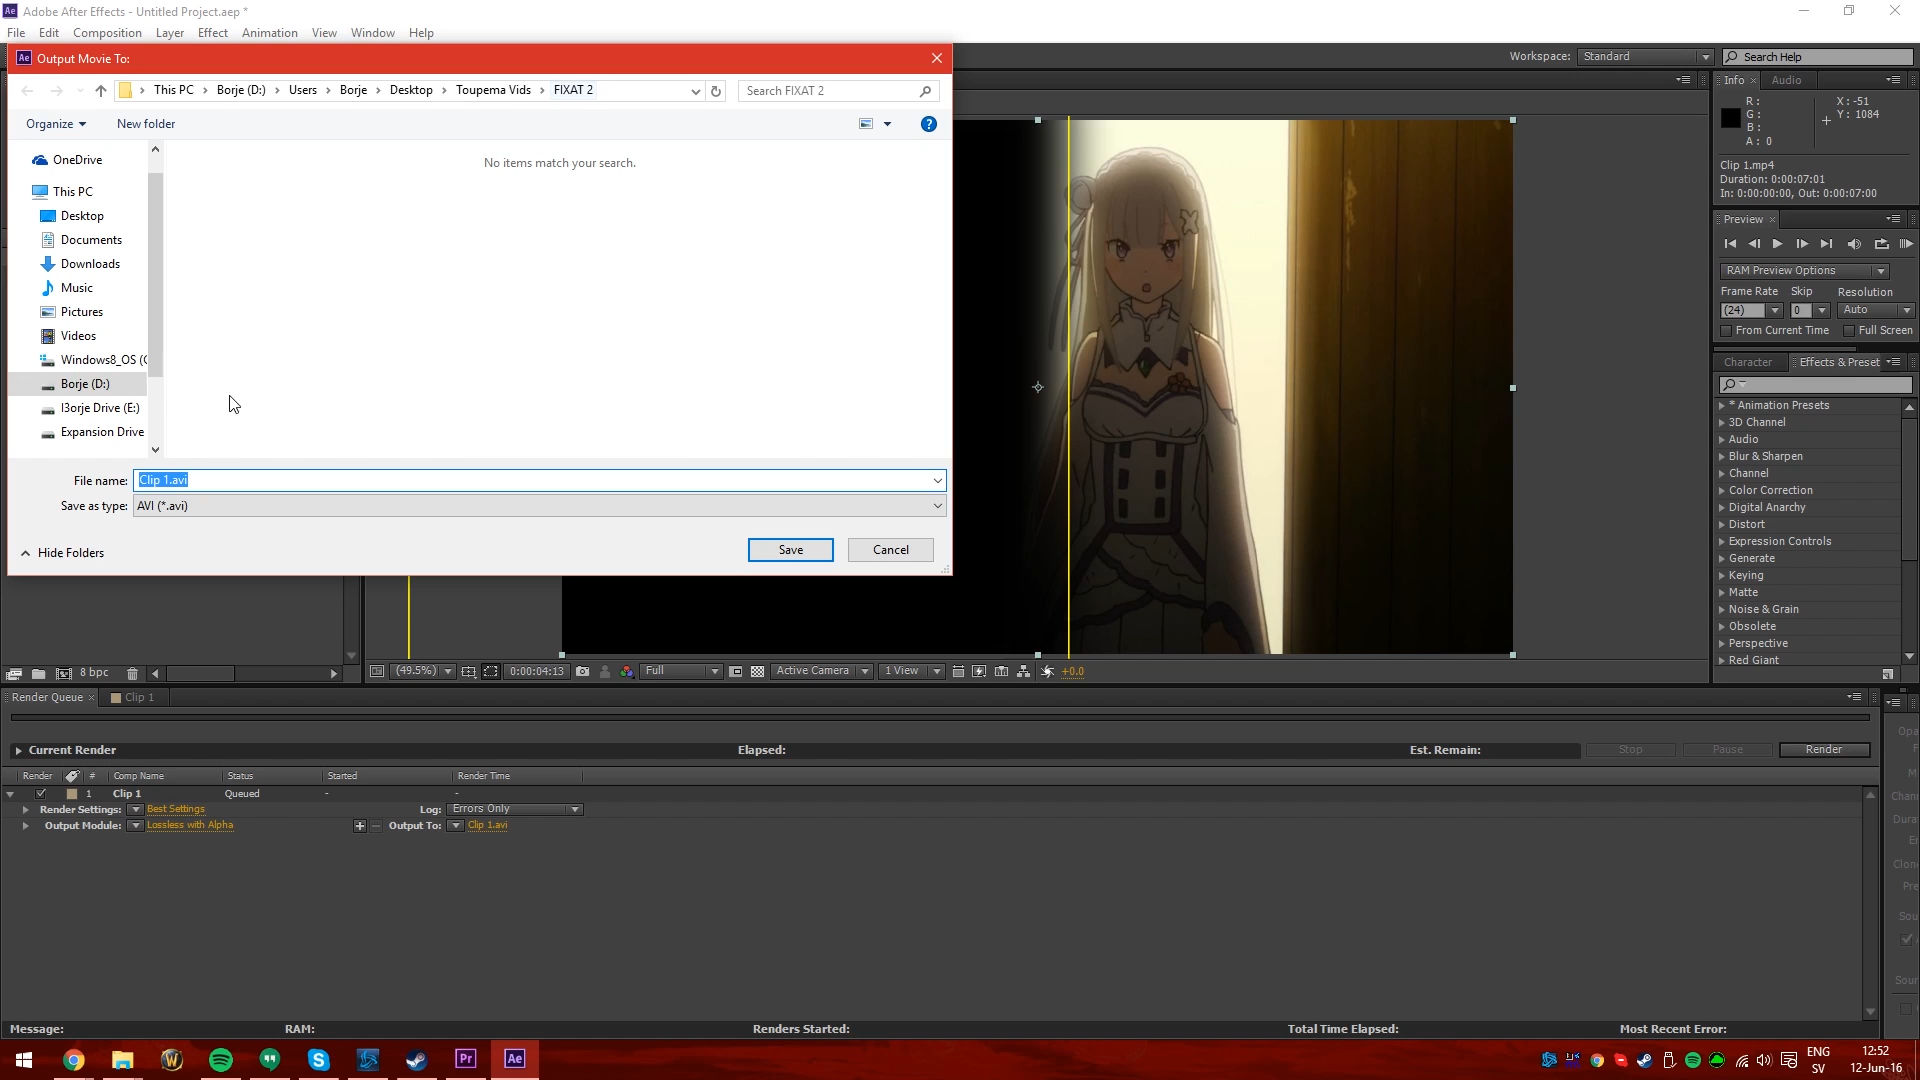 Adobe After Effects - Untitled Project.aep *
File Edit Composition Layer Effect Animation View Window Help
Output Movie To:
Workspace: Standard Search Help
This PC Borje (D:) Users Borje Desktop Toupema Vids FIXAT 2 Search FIXAT 2
Organize New folder
No items match your search.
OneDrive
This PC
Desktop
Documents
Downloads
Music
Pictures
Videos
Windows8_OS (
Borje (D:)
I3orje Drive (E:)
Expansion Drive
File name: Clip 1.avi
Save as type: AVI (*.avi)
Hide Folders Save Cancel
Info Audio
R: X: -51
G: Y: 1084
B:
A: 0
Clip 1.mp4
Duration: 0:00:07:01
In: 0:00:00:00, Out: 0:00:07:00
Preview
RAM Preview Options
Frame Rate Skip Resolution
(24) 0 Auto
From Current Time Full Screen
Character Effects & Preset
* Animation Presets
3D Channel
Audio
Blur & Sharpen
Channel
Color Correction
Digital Anarchy
Distort
Expression Controls
Generate
Keying
Matte
Noise & Grain
Obsolete
Perspective
Red Giant
8 bpc
(49.5%) 0:00:04:13 Full Active Camera 1 View +0.0
Render Queue Clip 1
Current Render Elapsed: Est. Remain: Stop Pause Render
Render # Comp Name Status Started Render Time
1 Clip 1 Queued - -
Render Settings: Best Settings Log: Errors Only
Output Module: Lossless with Alpha Output To: Clip 1.avi
Message: RAM: Renders Started: Total Time Elapsed: Most Recent Error:
Pr Ae
ENG 12:52
SV 12-Jun-16